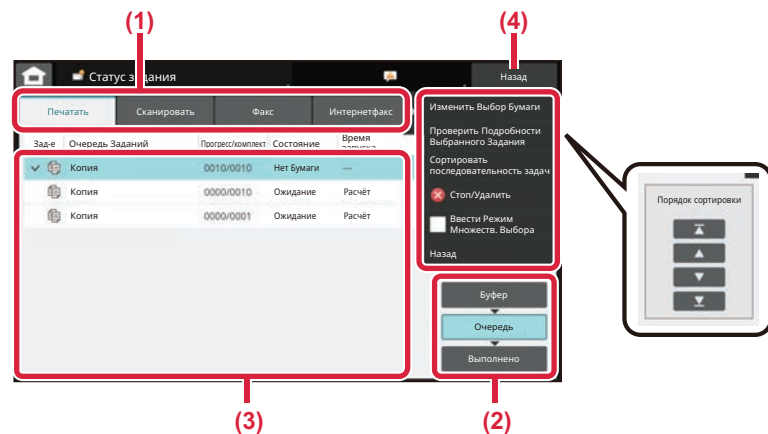 (1)
(4)
Статус задания
Назад
Печатать
Сканировать
Факс
Интернетфакс
Изменить Выбор Бумаги
Проверить Подробности
Выбранного Задания
Сортировать
последовательность задач
Стоп/Удалить
Ввести Режим
Множеств. Выбора
Назад
Зад-е Очередь Заданий Прогресс/комплект Состояние Время
запуска
Копия 0010/0010 Нет Бумаги —
Копия 0000/0010 Ожидание Расчёт
Копия 0000/0001 Ожидание Расчёт
Порядок сортировки
Буфер
Очередь
Выполнено
(3)
(2)